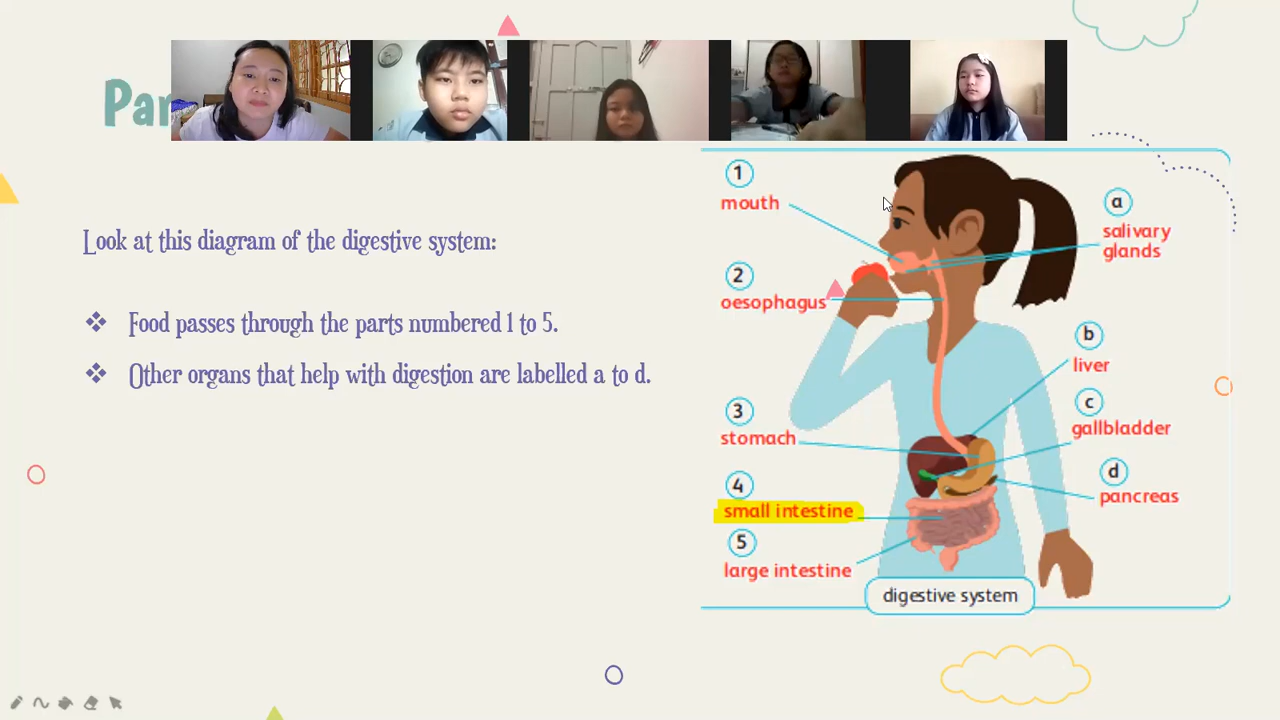 Look at this diagram of the digestive system:
❖ Food passes through the parts numbered 1 to 5.
❖ Other organs that help with digestion are labelled a to d.
1
mouth
2
oesophagus
3
stomach
4
small intestine
5
large intestine
a
salivary
glands
b
liver
c
gallbladder
d
pancreas
digestive system